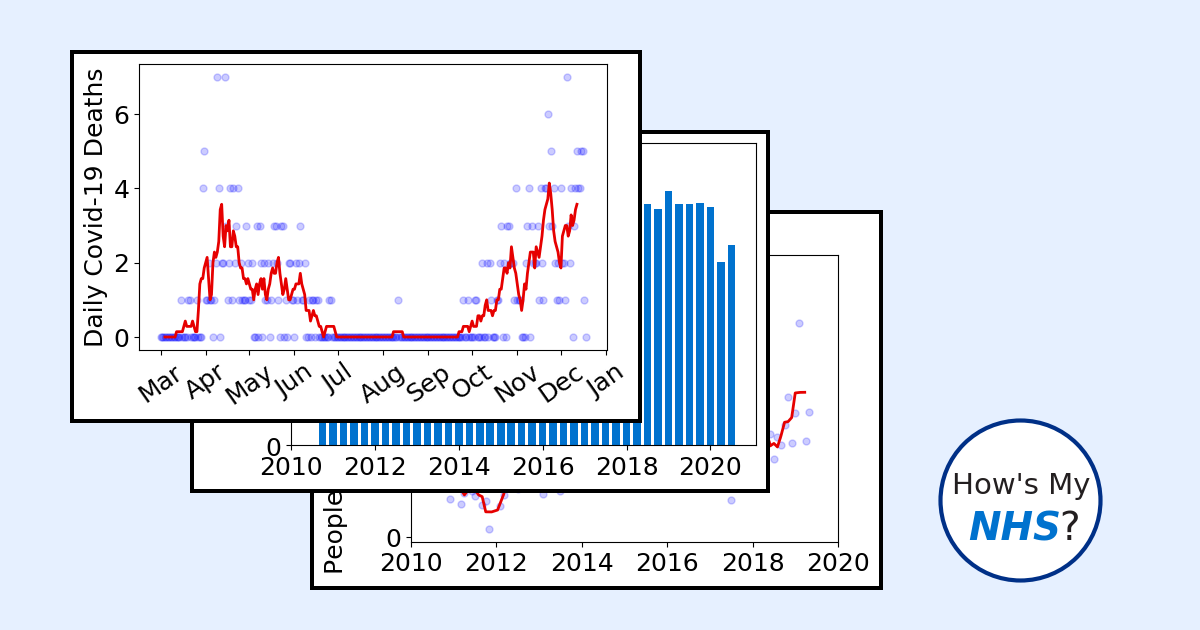 Daily Covid-19 Deaths
6
4
2
0
Mar Apr May Jun Jul Aug Sep Oct Nov Dec Jan
0
2010 2012 2014 2016 2018 2020
People
0
2010 2012 2014 2016 2018 2020
How's My
NHS?